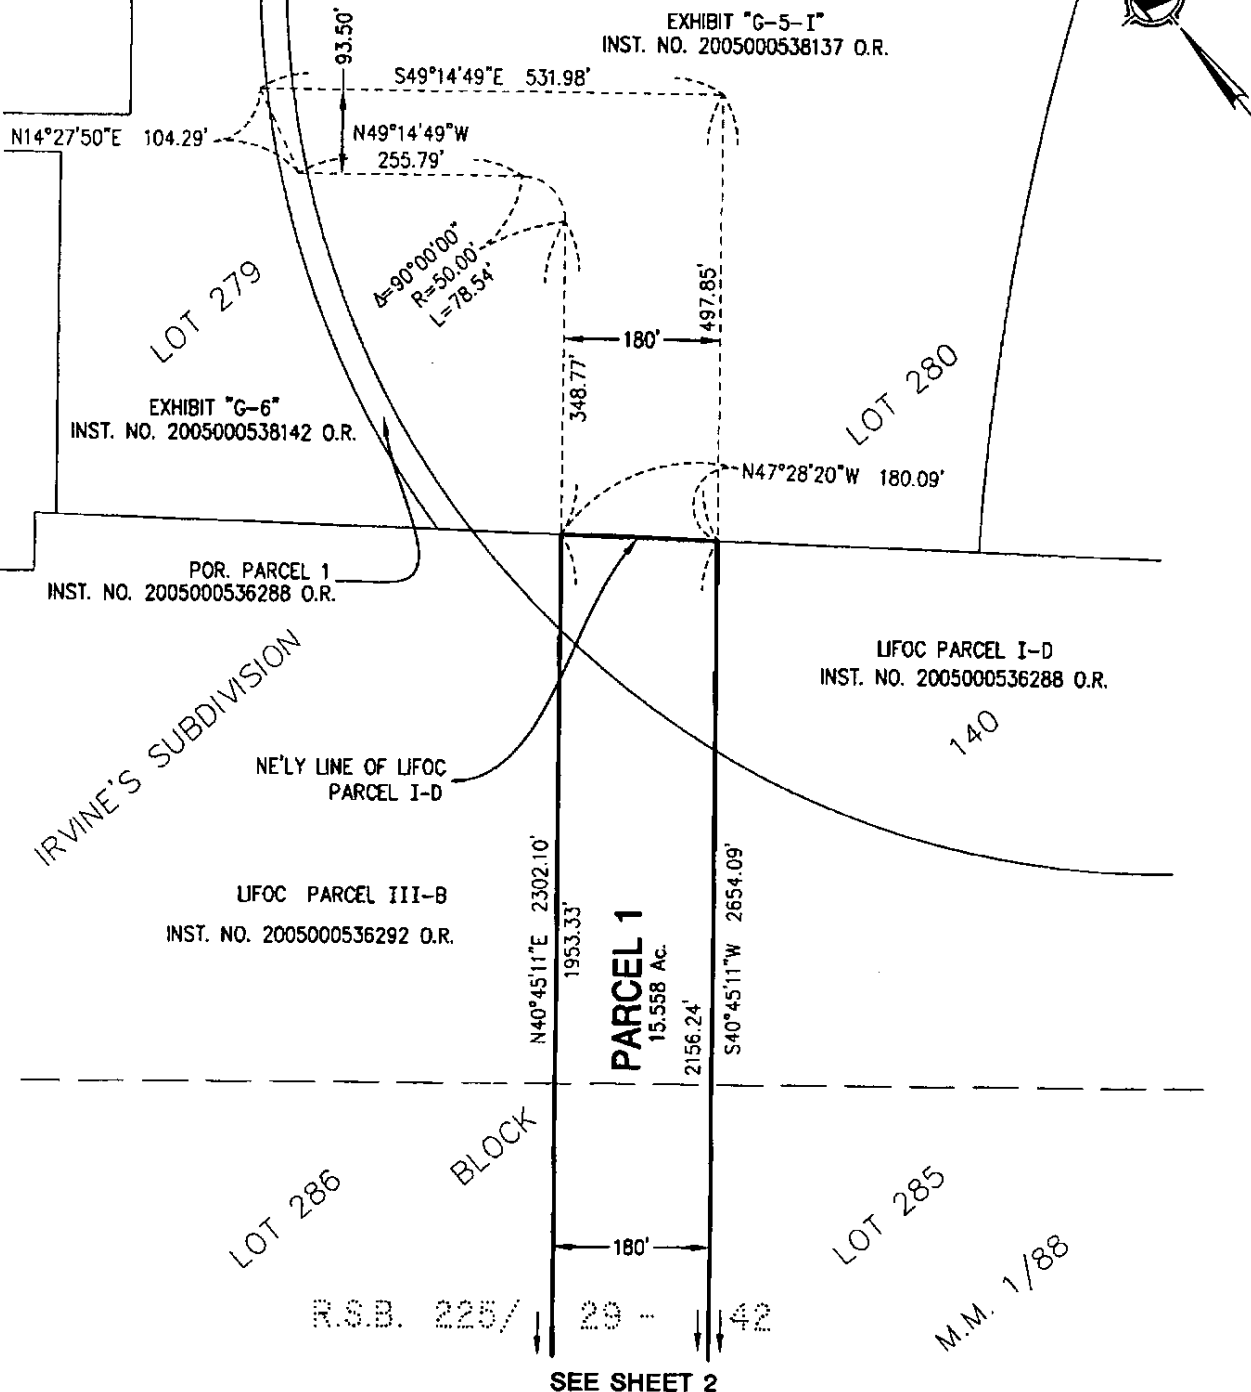 EXHIBIT "G-5-I"
INST. NO. 2005000538137 O.R.
93.50'
S49°14'49"E 531.98'
N14°27'50"E 104.29'
N49°14'49"W
255.79'
Δ=90°00'00"
R=50.00'
L=78.54'
LOT 279
497.85'
180'
348.77'
LOT 280
EXHIBIT "G-6"
INST. NO. 2005000538142 O.R.
N47°28'20"W 180.09'
POR. PARCEL 1
INST. NO. 2005000536288 O.R.
LIFOC PARCEL I-D
INST. NO. 2005000536288 O.R.
140
IRVINE'S SUBDIVISION
NE'LY LINE OF LIFOC
PARCEL I-D
LIFOC PARCEL III-B
INST. NO. 2005000536292 O.R.
N40°45'11"E 2302.10'
1953.33'
PARCEL 1
15.558 Ac.
2156.24'
S40°45'11"W 2654.09'
BLOCK
LOT 286
LOT 285
180'
M.M. 1/88
R.S.B. 225/ 29 - 42
SEE SHEET 2